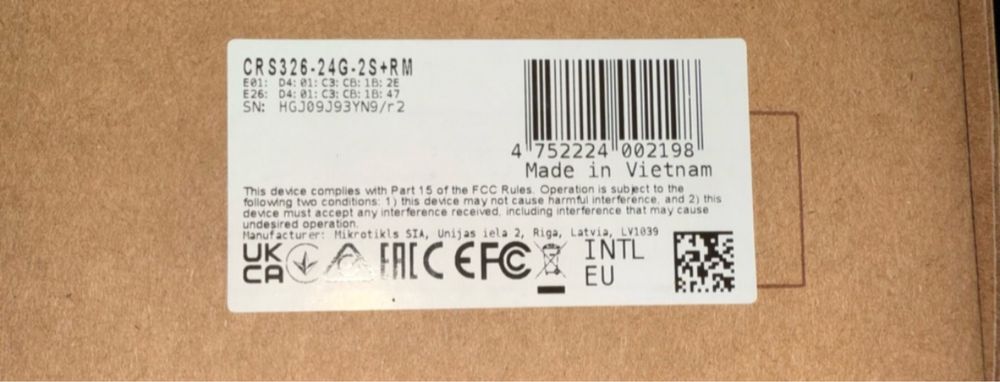 CRS326-24G-2S+RM
E01: D4:01:C3:CB:1B:2E
E26: D4:01:C3:CB:1B:47
SN: HGJ09J93YN9/r2
4 752224 002198
Made in Vietnam
This device complies with Part 15 of the FCC Rules. Operation is subject to the
following two conditions: 1) this device may not cause harmful interference, and 2) this
device must accept any interference received, including interference that may cause
undesired operation.
Manufacturer: Mikrotikls SIA, Unijas iela 2, Riga, Latvia, LV1039
UK CA EAC CE FC INTL
EU